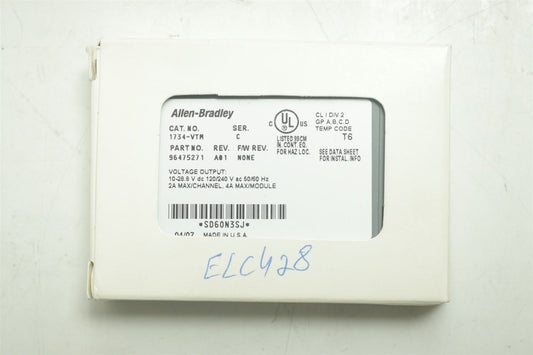 Allen-Bradley
CAT. NO. SER.
1734-VTM C
PART NO. REV. F/W REV.
96475271 A01 NONE
VOLTAGE OUTPUT:
10-28.8 V dc 120/240 V ac 50/60 Hz
2A MAX/CHANNEL, 4A MAX/MODULE
C UL US
LISTED 99CM
IN. CONT. EQ.
FOR HAZ LOC.
CL I DIV 2
GP A,B,C,D
TEMP CODE
T6
SEE DATA SHEET
FOR INSTAL. INFO
*SD60N3SJ*
04/07 MADE IN U.S.A.
ELC428